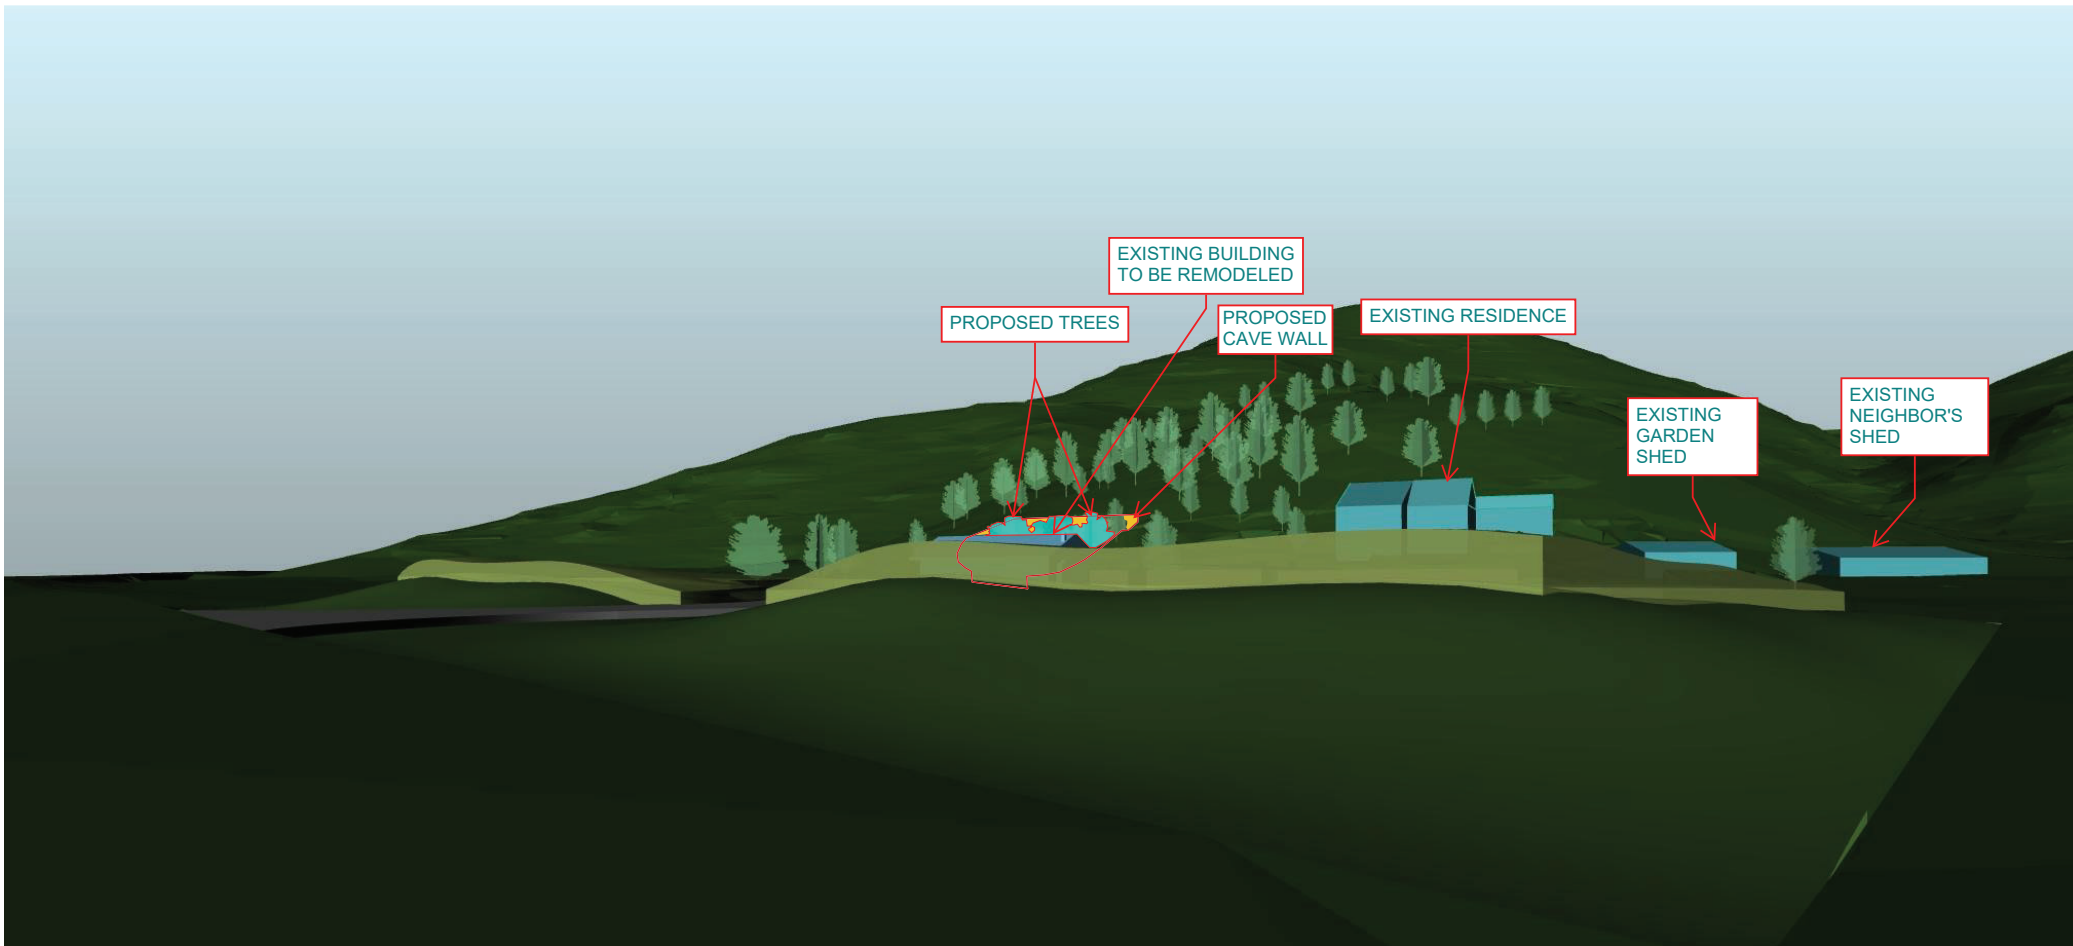 EXISTING BUILDING
TO BE REMODELED
PROPOSED TREES
PROPOSED
CAVE WALL
EXISTING RESIDENCE
EXISTING
GARDEN
SHED
EXISTING
NEIGHBOR'S
SHED